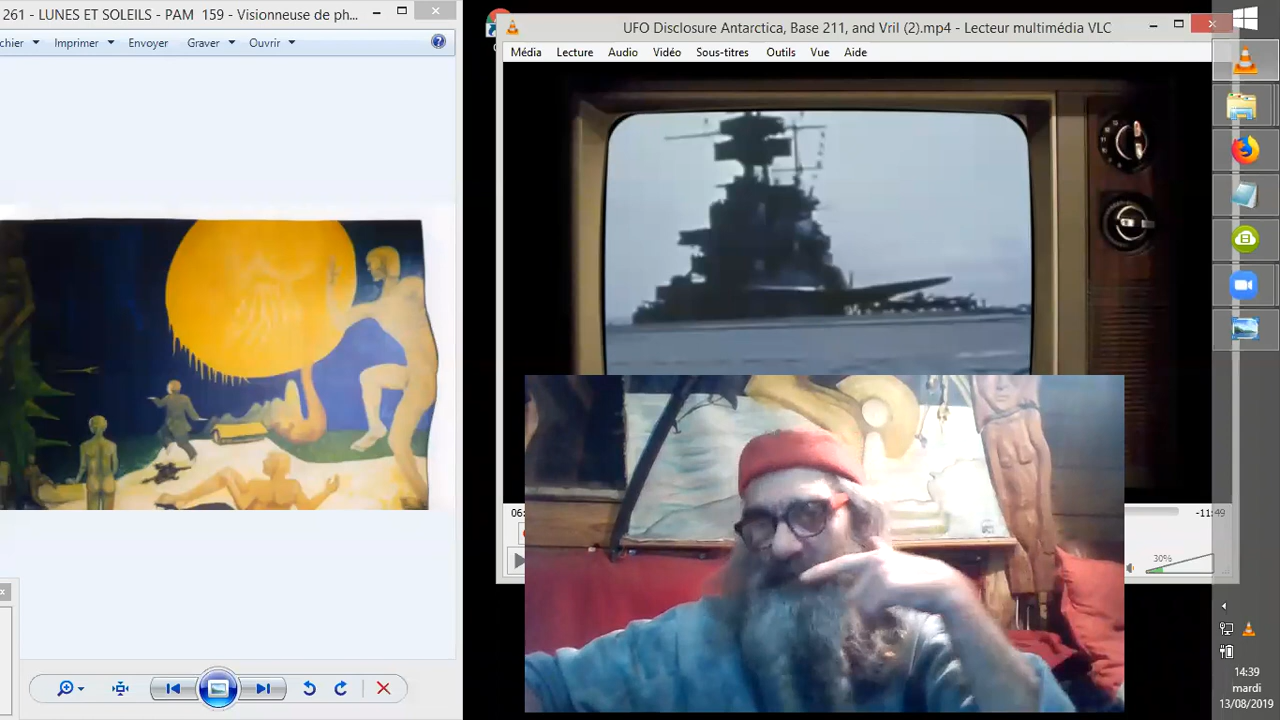 261 - LUNES ET SOLEILS - PAM 159 - Visionneuse de ph...
chier Imprimer Envoyer Graver Ouvrir
UFO Disclosure Antarctica, Base 211, and Vril (2).mp4 - Lecteur multimédia VLC
Média Lecture Audio Vidéo Sous-titres Outils Vue Aide
06:
-11:49
30%
14:39
mardi
13/08/2019